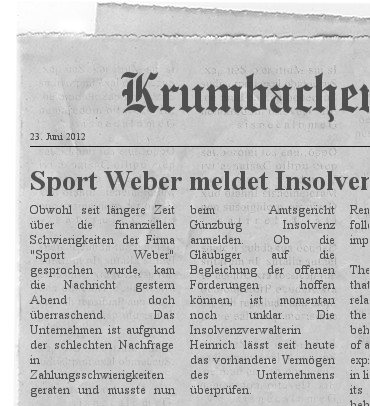 Krumbacher
23. Juni 2012
Sport Weber meldet Insolven
Obwohl seit längere Zeit
über die finanziellen
Schwierigkeiten der Firma
"Sport Weber"
gesprochen wurde, kam
die Nachricht gestern
Abend doch
überraschend. Das
Unternehmen ist aufgrund
der schlechten Nachfrage
in
Zahlungsschwierigkeiten
geraten und musste nun
beim Amtsgericht
Günzburg Insolvenz
anmelden. Ob die
Gläubiger auf die
Begleichung der offenen
Forderungen hoffen
können, ist momentan
noch unklar. Die
Insolvenzverwalterin
Heinrich lässt seit heute
das vorhandene Vermögen
des Unternehmens
überprüfen.
Ren
follo
imp
The
that
rela
the
beh
of a
exp
in li
its